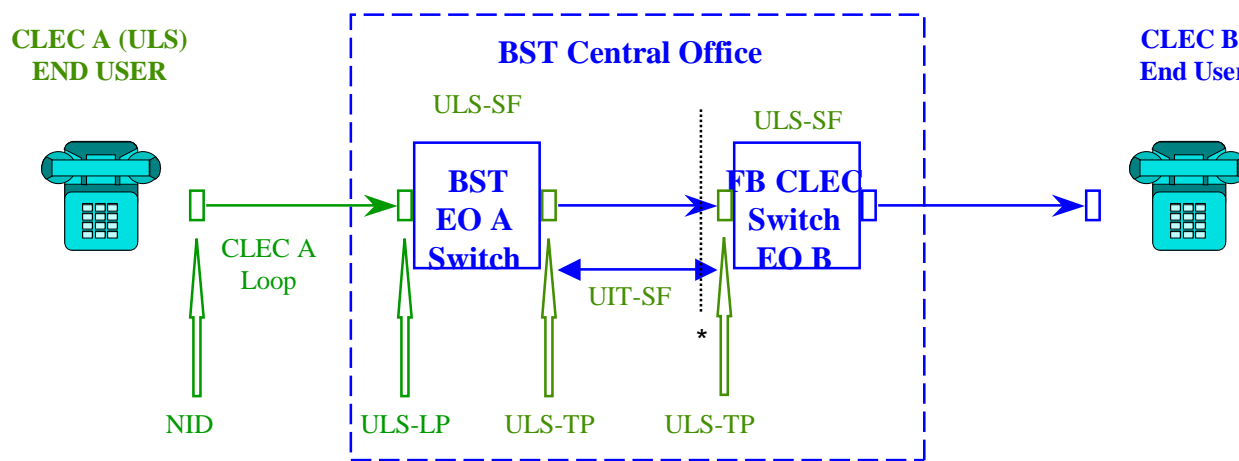 CLEC A (ULS)
END USER
BST Central Office
CLEC B
End User
ULS-SF
ULS-SF
BST
EO A
Switch
FB CLEC
Switch
EO B
CLEC A
Loop
UIT-SF
*
NID
ULS-LP
ULS-TP
ULS-TP